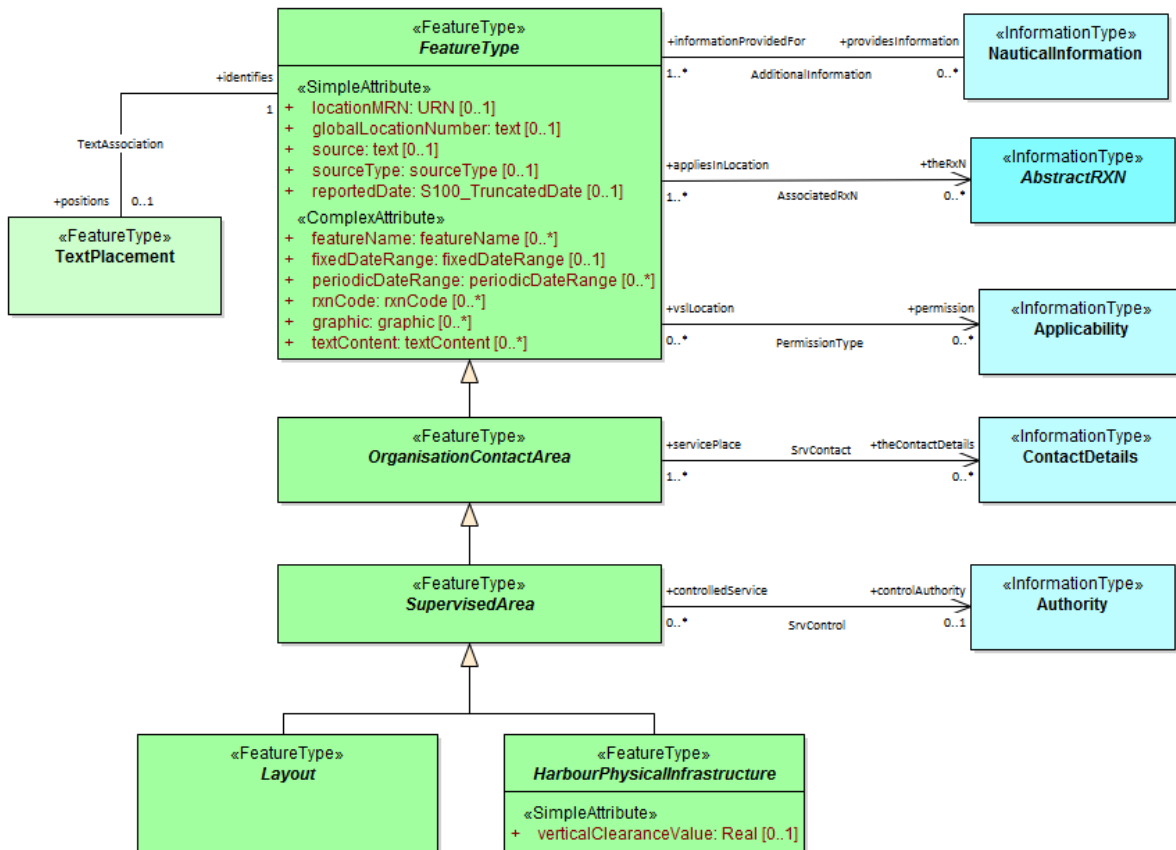 «FeatureType»
FeatureType
«SimpleAttribute»
+ locationMRN: URN [0..1]
+ globalLocationNumber: text [0..1]
+ source: text [0..1]
+ sourceType: sourceType [0..1]
+ reportedDate: S100_TruncatedDate [0..1]
«ComplexAttribute»
+ featureName: featureName [0..*]
+ fixedDateRange: fixedDateRange [0..1]
+ periodicDateRange: periodicDateRange [0..*]
+ rxnCode: rxnCode [0..*]
+ graphic: graphic [0..*]
+ textContent: textContent [0..*]
+identifies
1
TextAssociation
+positions 0..1
«FeatureType»
TextPlacement
+informationProvidedFor +providesInformation
1..* AdditionalInformation 0..*
«InformationType»
NauticalInformation
+appliesInLocation +theRxN
1..* AssociatedRxN 0..*
«InformationType»
AbstractRXN
+vslLocation +permission
0..* PermissionType 0..*
«InformationType»
Applicability
«FeatureType»
OrganisationContactArea
+servicePlace SrvContact +theContactDetails
1..* 0..*
«InformationType»
ContactDetails
«FeatureType»
SupervisedArea
+controlledService +controlAuthority
0..* SrvControl 0..1
«InformationType»
Authority
«FeatureType»
Layout
«FeatureType»
HarbourPhysicalInfrastructure
«SimpleAttribute»
+ verticalClearanceValue: Real [0..1]